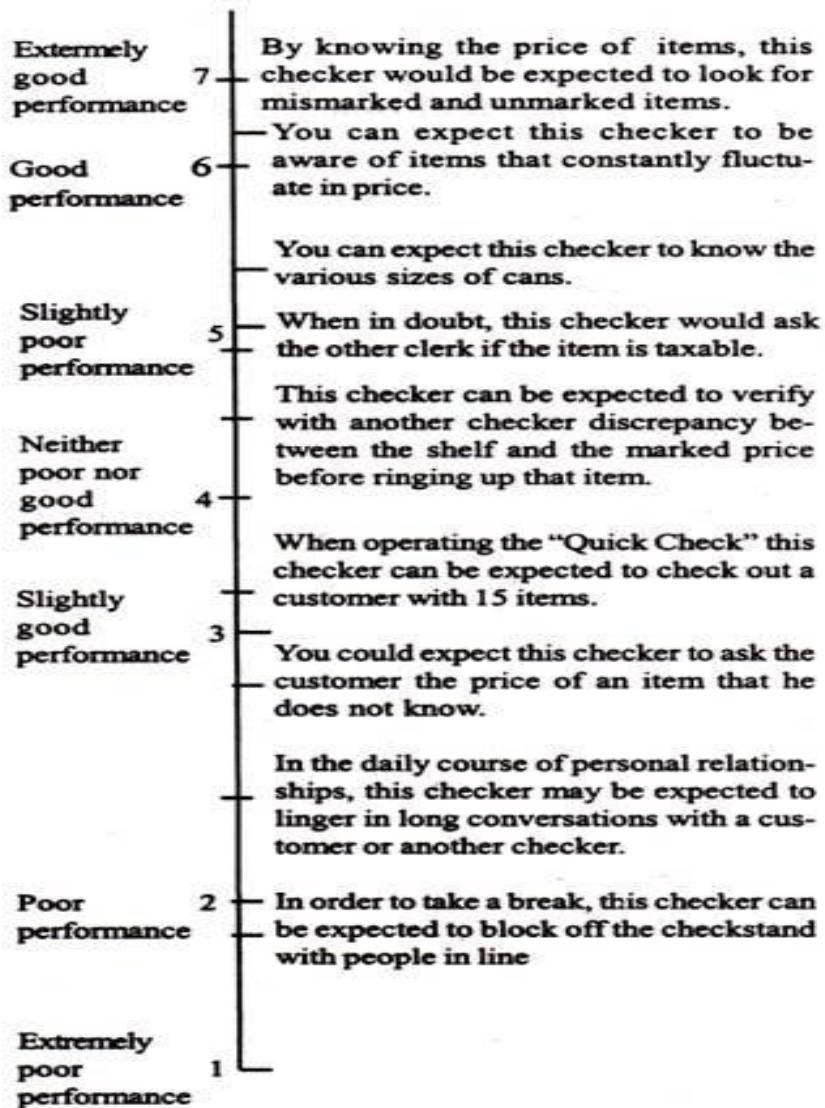 Extermely
good
performance
7
By knowing the price of items, this
checker would be expected to look for
mismarked and unmarked items.
You can expect this checker to be
aware of items that constantly fluctu-
ate in price.
Good
performance
6
You can expect this checker to know the
various sizes of cans.
Slightly
poor
performance
5
When in doubt, this checker would ask
the other clerk if the item is taxable.
This checker can be expected to verify
with another checker discrepancy be-
tween the shelf and the marked price
before ringing up that item.
Neither
poor nor
good
performance
4
When operating the “Quick Check” this
checker can be expected to check out a
customer with 15 items.
Slightly
good
performance
3
You could expect this checker to ask the
customer the price of an item that he
does not know.
In the daily course of personal relation-
ships, this checker may be expected to
linger in long conversations with a cus-
tomer or another checker.
Poor
performance
2
In order to take a break, this checker can
be expected to block off the checkstand
with people in line
Extremely
poor
performance
1